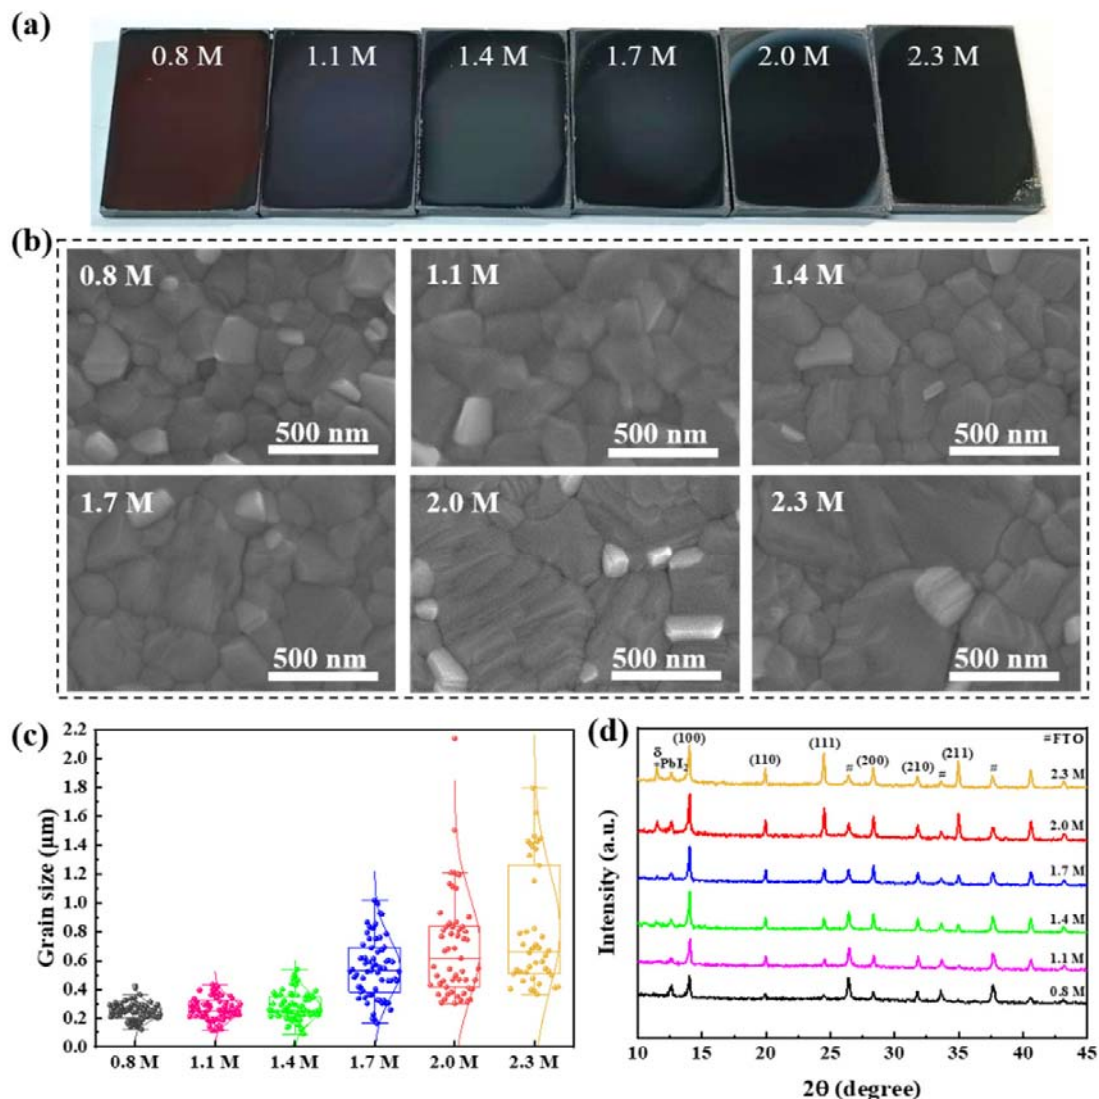 (a)
0.8 M 1.1 M 1.4 M 1.7 M 2.0 M 2.3 M
(b)
0.8 M 1.1 M 1.4 M
500 nm 500 nm 500 nm
1.7 M 2.0 M 2.3 M
500 nm 500 nm 500 nm
(c)
Grain size (μm)
2.2
2.0
1.8
1.6
1.4
1.2
1.0
0.8
0.6
0.4
0.2
0.0
0.8 M 1.1 M 1.4 M 1.7 M 2.0 M 2.3 M
(d)
Intensity (a.u.)
δ
*PbI2
(100)
(110)
(111)
#
(200)
(210)
#
(211)
#
#FTO
2.3 M
2.0 M
1.7 M
1.4 M
1.1 M
0.8 M
10 15 20 25 30 35 40 45
2θ (degree)